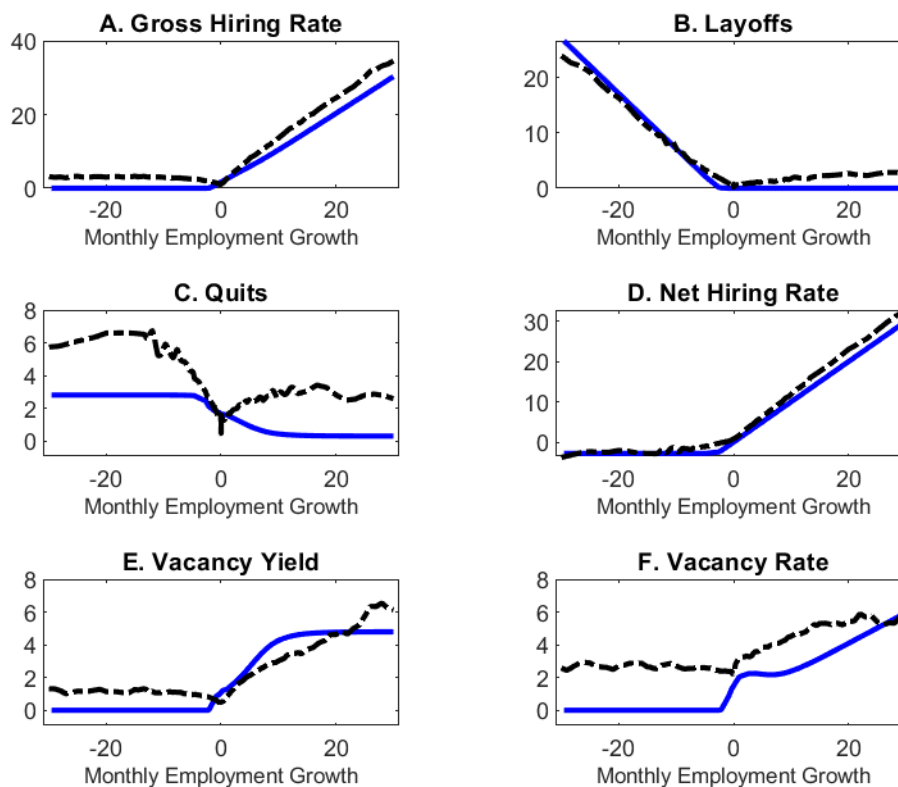 A. Gross Hiring Rate
40
20
0
-20 0 20
Monthly Employment Growth
B. Layoffs
20
10
0
-20 0 20
Monthly Employment Growth
C. Quits
8
6
4
2
0
-20 0 20
Monthly Employment Growth
D. Net Hiring Rate
30
20
10
0
-20 0 20
Monthly Employment Growth
E. Vacancy Yield
8
6
4
2
0
-20 0 20
Monthly Employment Growth
F. Vacancy Rate
8
6
4
2
0
-20 0 20
Monthly Employment Growth